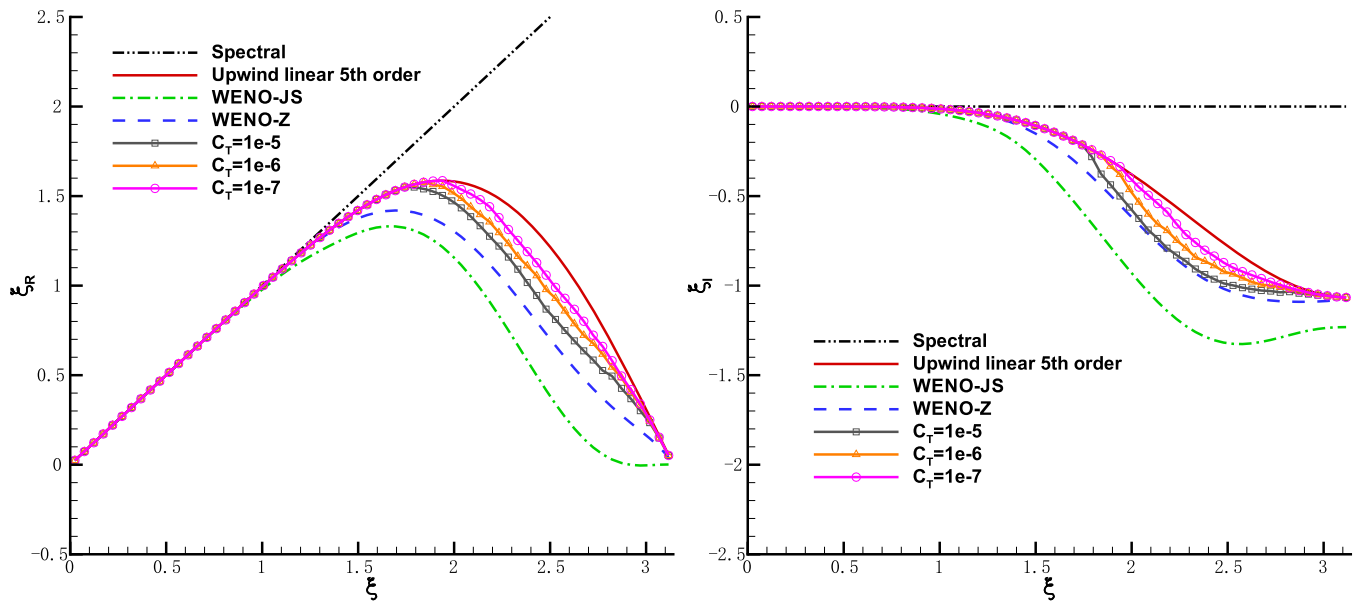 2.5
2
1.5
1
0.5
0
-0.5
ξR
Spectral
Upwind linear 5th order
WENO-JS
WENO-Z
CT=1e-5
CT=1e-6
CT=1e-7
0 0.5 1 1.5 2 2.5 3
ξ
0
-0.5
-1
-1.5
-2
-2.5
ξI
Spectral
Upwind linear 5th order
WENO-JS
WENO-Z
CT=1e-5
CT=1e-6
CT=1e-7
0 0.5 1 1.5 2 2.5 3
ξ